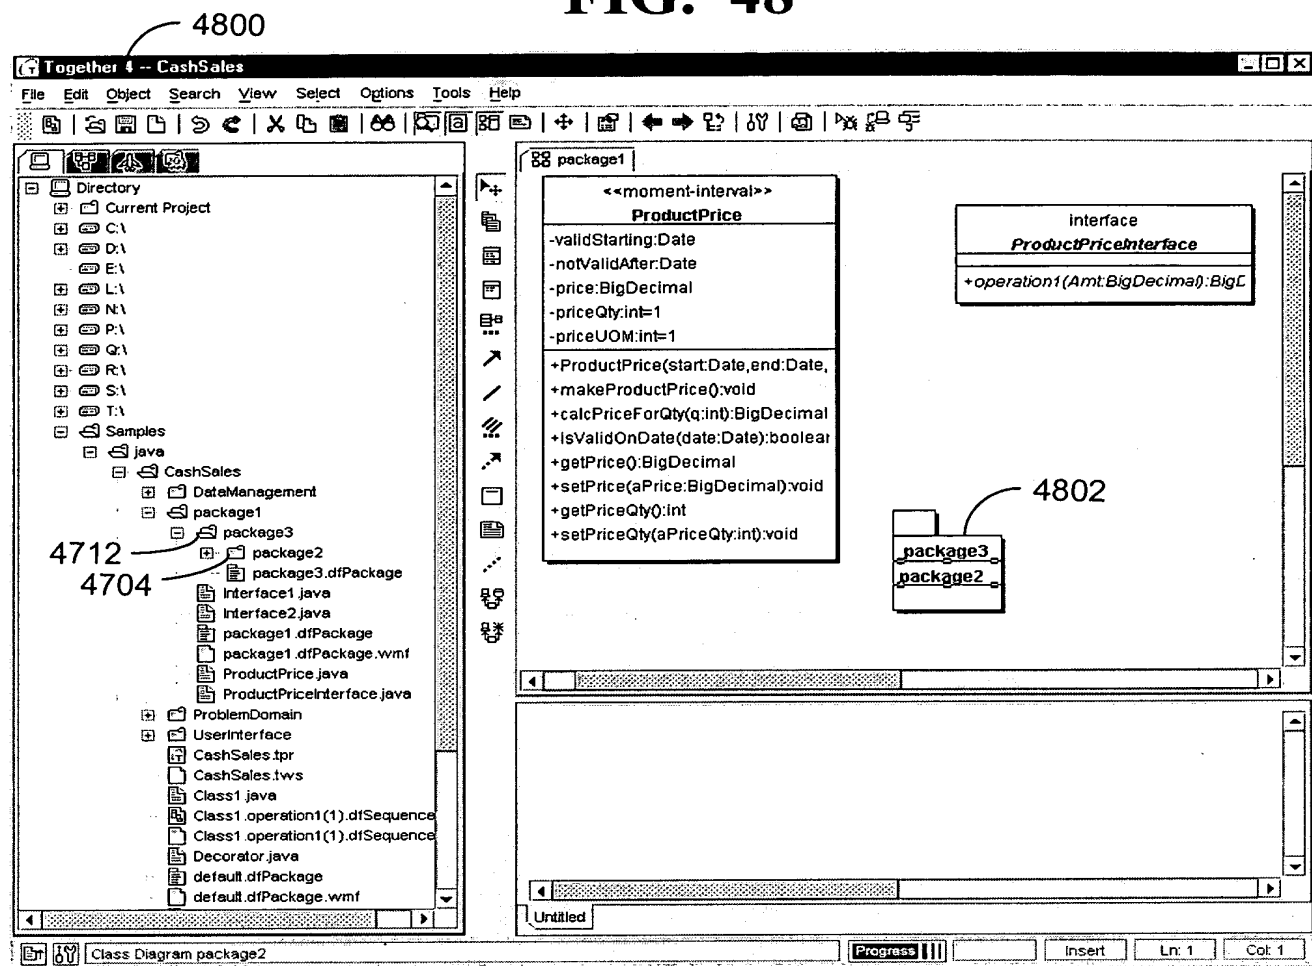 FIG. 48
4800
Together 4 -- CashSales
File Edit Object Search View Select Options Tools Help
Directory
Current Project
C:\
D:\
E:\
L:\
N:\
P:\
Q:\
R:\
S:\
T:\
Samples
java
CashSales
DataManagement
package1
package3
4712
package2
4704
package3.dfPackage
Interface1.java
Interface2.java
package1.dfPackage
package1.dfPackage.wmf
ProductPrice.java
ProductPriceInterface.java
ProblemDomain
UserInterface
CashSales.tpr
CashSales.tws
Class1.java
Class1.operation1(1).dfSequence
Class1.operation1(1).dfSequence
Decorator.java
default.dfPackage
default.dfPackage.wmf
package1
<<moment-interval>>
ProductPrice
-validStarting:Date
-notValidAfter:Date
-price:BigDecimal
-priceQty:int=1
-priceUOM:int=1
+ProductPrice(start:Date,end:Date,
+makeProductPrice():void
+calcPriceForQty(q:int):BigDecimal
+isValidOnDate(date:Date):boolear
+getPrice():BigDecimal
+setPrice(aPrice:BigDecimal):void
+getPriceQty():int
+setPriceQty(aPriceQty:int):void
interface
ProductPriceInterface
+operation1(Amt:BigDecimal):BigD
4802
package3
package2
Untitled
Class Diagram package2
Progress
Insert
Ln: 1
Col: 1